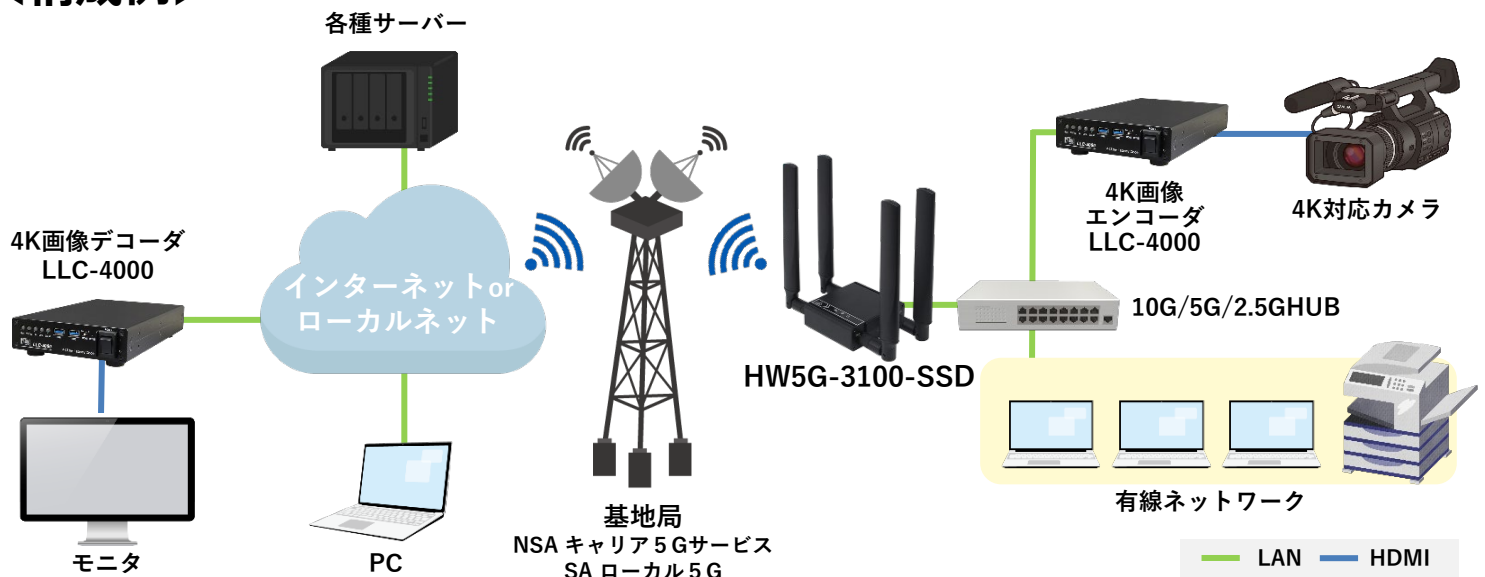 〈構成例〉
各種サーバー
4K画像デコーダ
LLC-4000
インターネットor
ローカルネット
モニタ
PC
基地局
NSA キャリア５Gサービス
SA ローカル５G
HW5G-3100-SSD
4K画像
エンコーダ
LLC-4000
4K対応カメラ
10G/5G/2.5GHUB
有線ネットワーク
LAN
HDMI